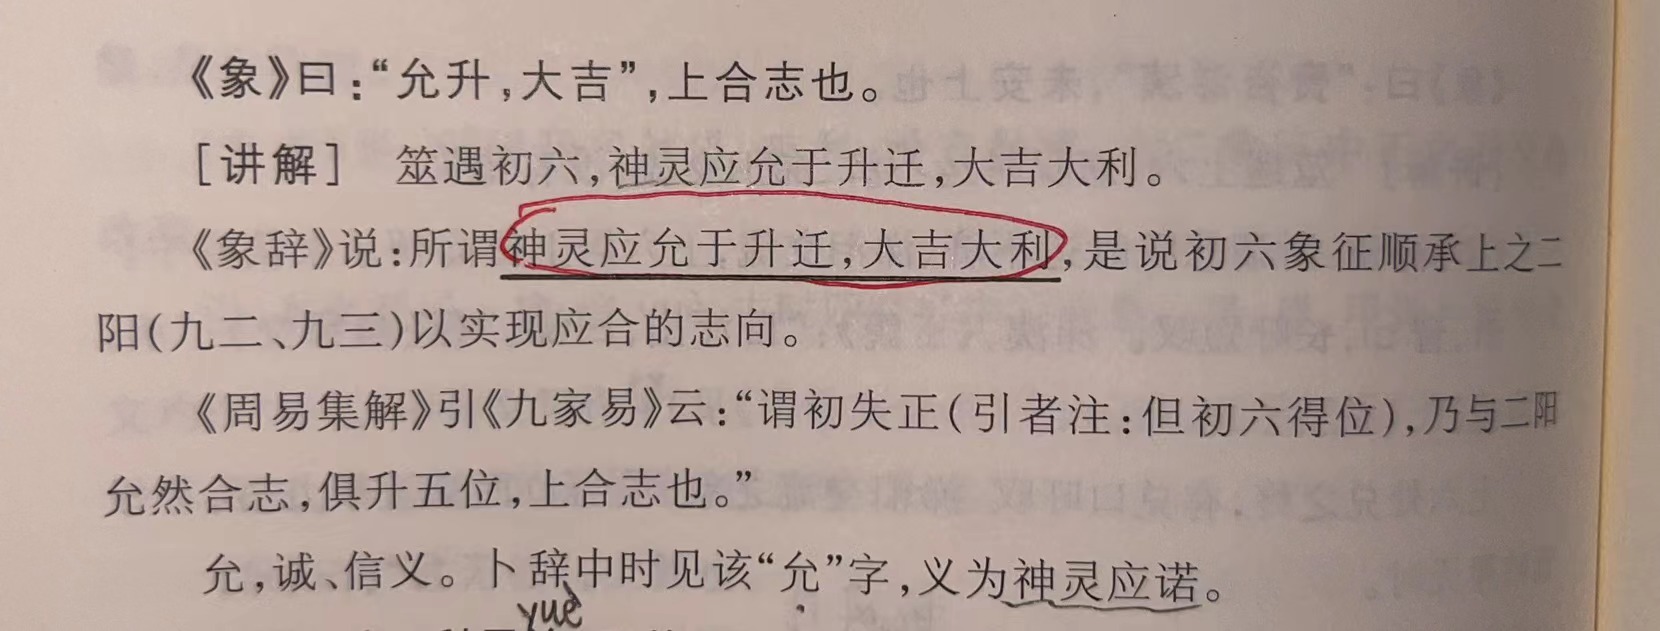 《象》曰：“允升，大吉”，上合志也。
［讲解］ 筮遇初六，神灵应允于升迁，大吉大利。
《象辞》说：所谓神灵应允于升迁，大吉大利，是说初六象征顺承上之二
阳（九二、九三）以实现应合的志向。
《周易集解》引《九家易》云：“谓初失正（引者注：但初六得位），乃与二阳
允然合志，俱升五位，上合志也。”
允，诚、信义。卜辞中时见该“允”字，义为神灵应诺。
yuè